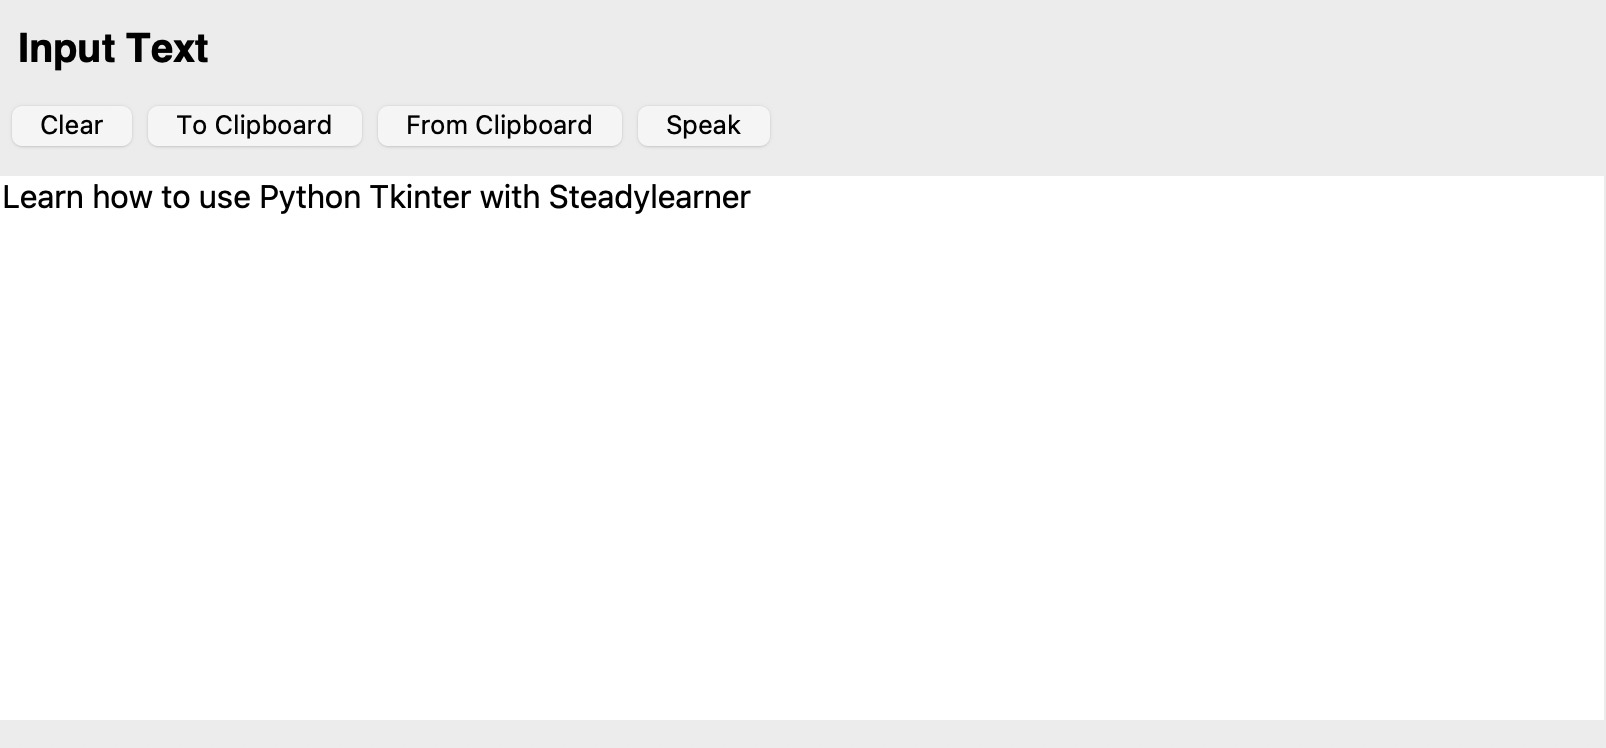 Input Text
Clear To Clipboard From Clipboard Speak
Learn how to use Python Tkinter with Steadylearner